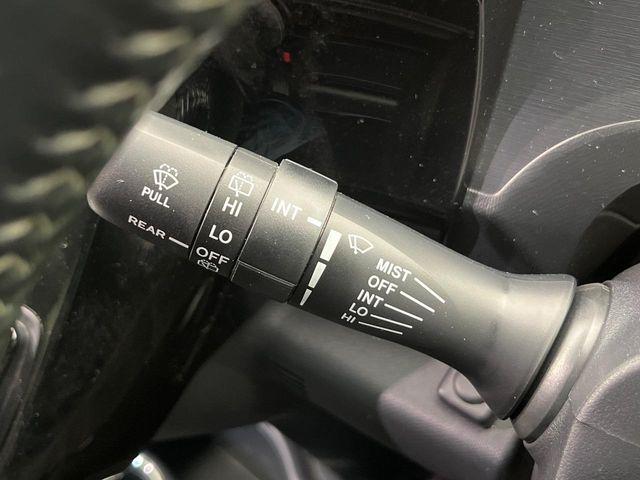 PULL
REAR
HI
LO
OFF
INT
MIST
OFF
INT
LO
HI